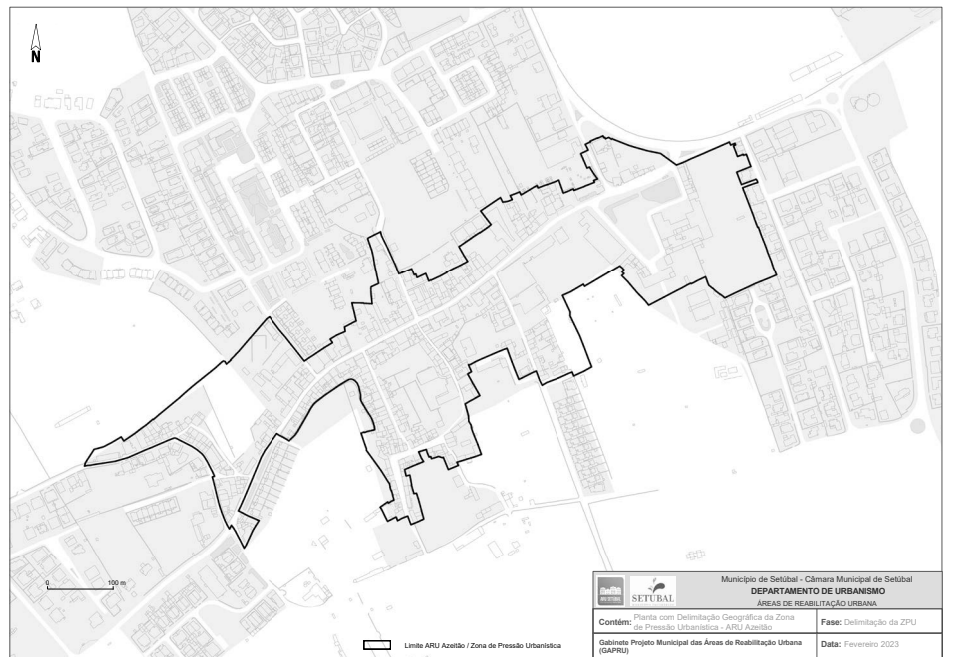 N
0 100 m
Limite ARU Azeitão / Zona de Pressão Urbanística
SETÚBAL
Município de Setúbal - Câmara Municipal de Setúbal
DEPARTAMENTO DE URBANISMO
ÁREAS DE REABILITAÇÃO URBANA
Contém: Planta com Delimitação Geográfica da Zona
de Pressão Urbanística - ARU Azeitão
Fase: Delimitação da ZPU
Gabinete Projeto Municipal das Áreas de Reabilitação Urbana
(GAPRU)
Data: Fevereiro 2023